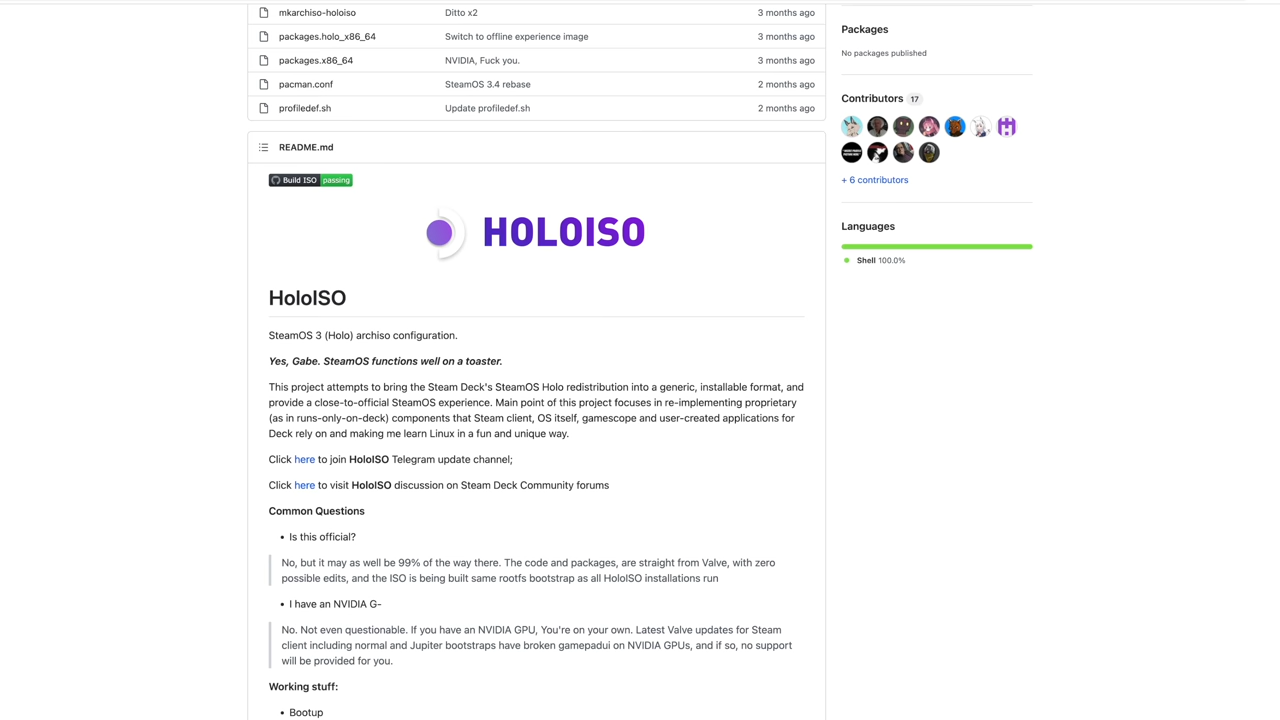 mkarchiso-holoiso Ditto x2 3 months ago
packages.holo_x86_64 Switch to offline experience image 3 months ago
packages.x86_64 NVIDIA, Fuck you. 3 months ago
pacman.conf SteamOS 3.4 rebase 2 months ago
profiledef.sh Update profiledef.sh 2 months ago
README.md
Build ISO passing
HOLOISO
HoloISO
SteamOS 3 (Holo) archiso configuration.
Yes, Gabe. SteamOS functions well on a toaster.
This project attempts to bring the Steam Deck's SteamOS Holo redistribution into a generic, installable format, and
provide a close-to-official SteamOS experience. Main point of this project focuses in re-implementing proprietary
(as in runs-only-on-deck) components that Steam client, OS itself, gamescope and user-created applications for
Deck rely on and making me learn Linux in a fun and unique way.
Click here to join HoloISO Telegram update channel;
Click here to visit HoloISO discussion on Steam Deck Community forums
Common Questions
• Is this official?
No, but it may as well be 99% of the way there. The code and packages, are straight from Valve, with zero
possible edits, and the ISO is being built same rootfs bootstrap as all HoloISO installations run
• I have an NVIDIA G-
No. Not even questionable. If you have an NVIDIA GPU, You're on your own. Latest Valve updates for Steam
client including normal and Jupiter bootstraps have broken gamepadui on NVIDIA GPUs, and if so, no support
will be provided for you.
Working stuff:
• Bootup
Packages
No packages published
Contributors 17
+ 6 contributors
Languages
Shell 100.0%